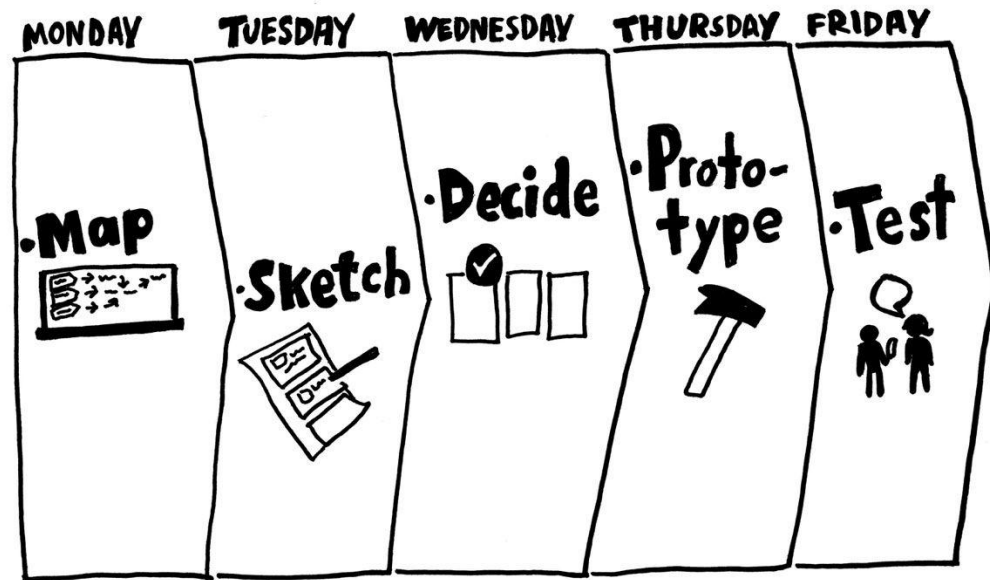 MONDAY TUESDAY WEDNESDAY THURSDAY FRIDAY
·Map
·Sketch
·Decide
·Proto-
type
·Test